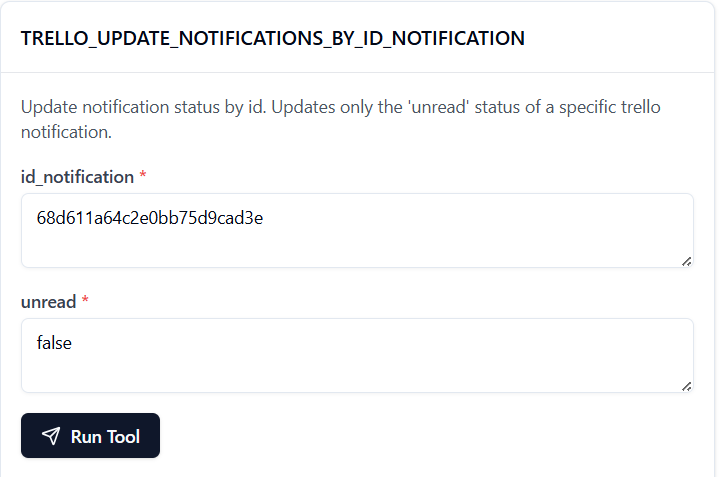 TRELLO_UPDATE_NOTIFICATIONS_BY_ID_NOTIFICATION
Update notification status by id. Updates only the 'unread' status of a specific trello
notification.
id_notification *
68d611a64c2e0bb75d9cad3e
unread *
false
Run Tool